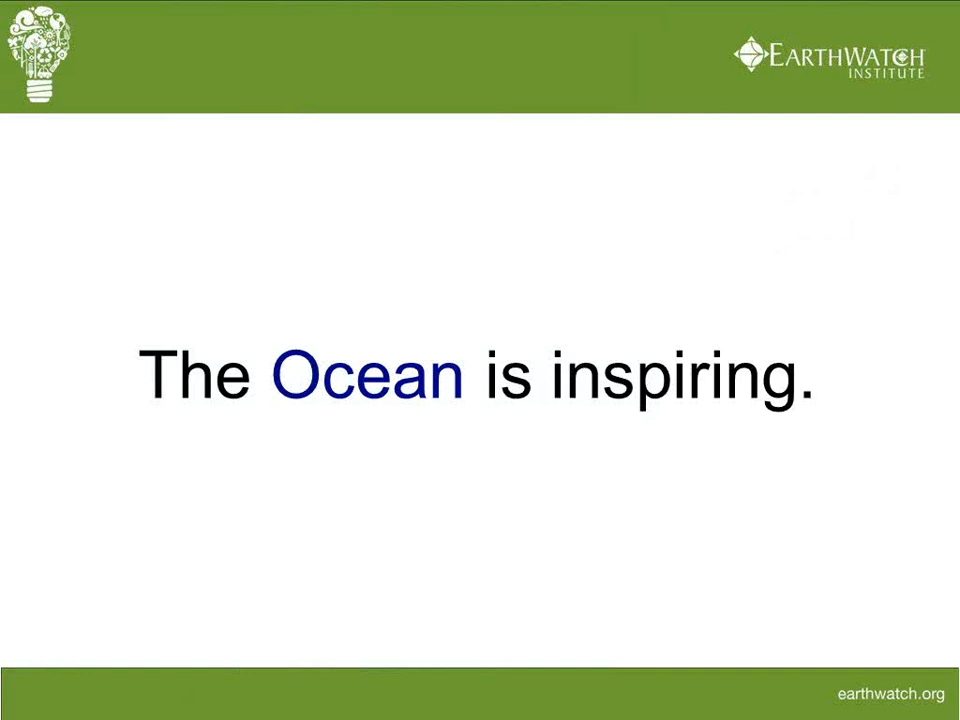 EARTHWATCH
INSTITUTE
The Ocean is inspiring.
earthwatch.org